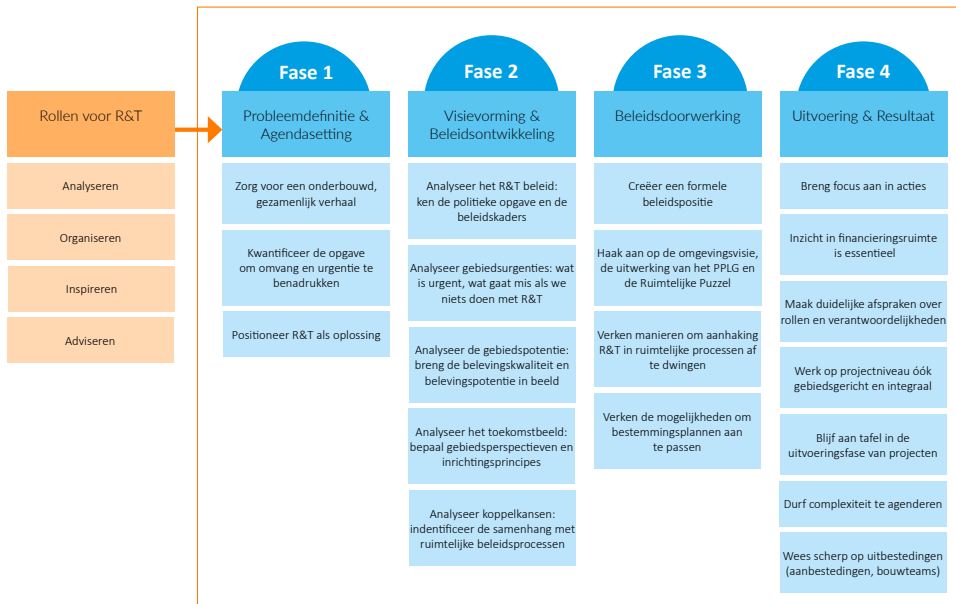 Rollen voor R&T
Analyseren
Organiseren
Inspireren
Adviseren
Fase 1
Probleemdefinitie &
Agendasetting
Zorg voor een onderbouwd,
gezamenlijk verhaal
Kwantificeer de opgave
om omvang en urgentie te
benadrukken
Positioneer R&T als oplossing
Fase 2
Visievorming &
Beleidsontwikkeling
Analyseer het R&T beleid:
ken de politieke opgave en de
beleidskaders
Analyseer gebiedsurgenties: wat
is urgent, wat gaat mis als we
niets doen met R&T
Analyseer de gebiedspotentie:
breng de belevingskwaliteit en
belevingspotentie in beeld
Analyseer het toekomstbeeld:
bepaal gebiedsperspectieven en
inrichtingsprincipes
Analyseer koppelkansen:
indentificeer de samenhang met
ruimtelijke beleidsprocessen
Fase 3
Beleidsdoorwerking
Creëer een formele
beleidspositie
Haak aan op de omgevingsvisie,
de uitwerking van het PPLG en
de Ruimtelijke Puzzel
Verken manieren om aanhaking
R&T in ruimtelijke processen af
te dwingen
Verken de mogelijkheden om
bestemmingsplannen aan
te passen
Fase 4
Uitvoering & Resultaat
Breng focus aan in acties
Inzicht in financieringsruimte
is essentieel
Maak duidelijke afspraken over
rollen en verantwoordelijkheden
Werk op projectniveau óók
gebiedsgericht en integraal
Blijf aan tafel in de
uitvoeringsfase van projecten
Durf complexiteit te agenderen
Wees scherp op uitbestedingen
(aanbestedingen, bouwteams)